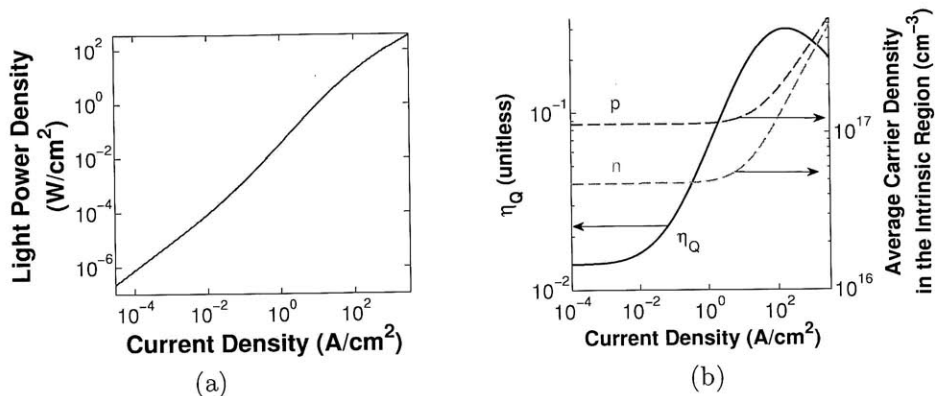 Light Power Density
(W/cm²)
10²
10⁰
10⁻²
10⁻⁴
10⁻⁶
10⁻⁴
10⁻²
10⁰
10²
Current Density (A/cm²)
(a)
η_Q (unitless)
10⁻¹
10⁻²
p
n
η_Q
10¹⁷
10¹⁶
Average Carrier Dennsity
in the Intrinsic Region (cm⁻³)
10⁻⁴
10⁻²
10⁰
10²
Current Density (A/cm²)
(b)